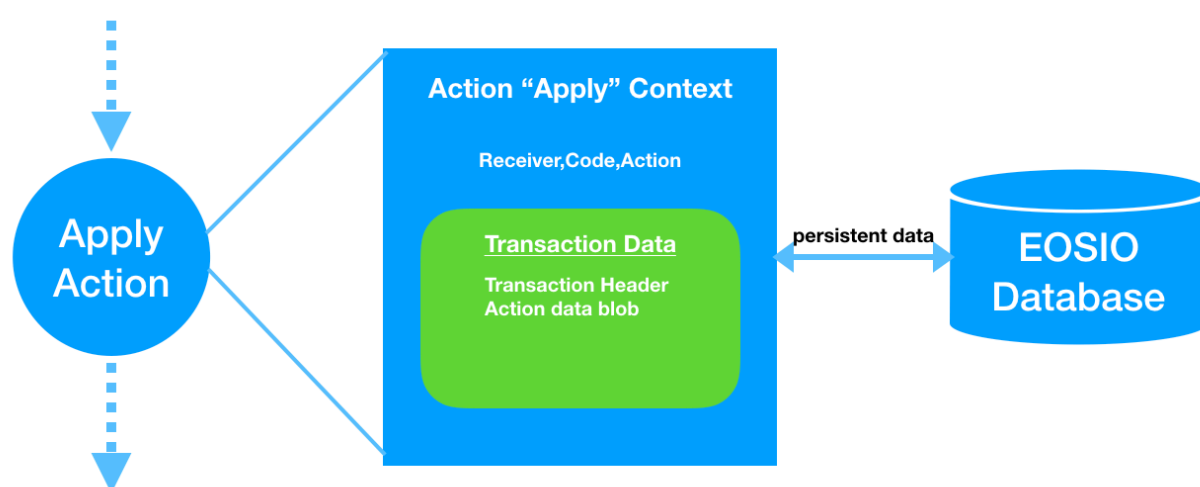 Apply
Action
Action “Apply” Context
Receiver,Code,Action
Transaction Data
Transaction Header
Action data blob
persistent data
EOSIO
Database